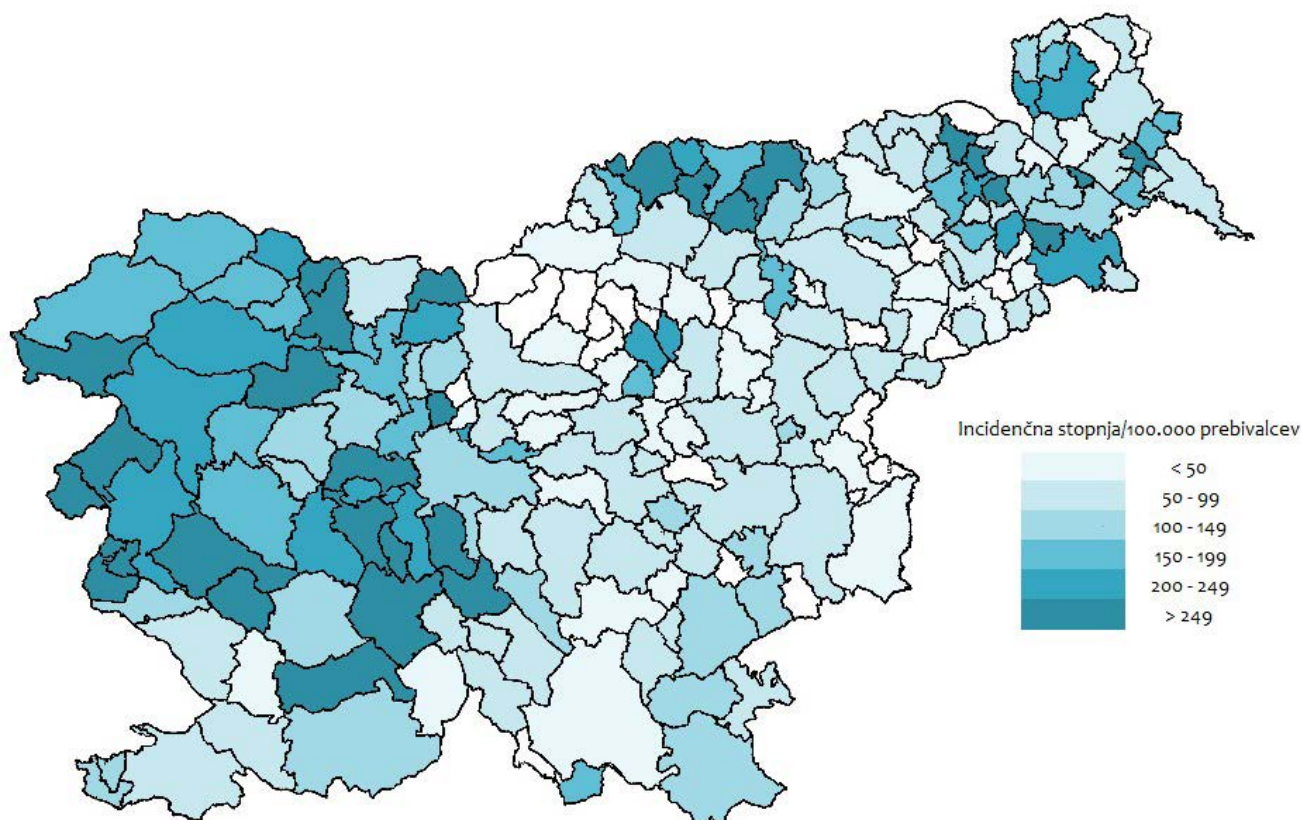 Incidenčna stopnja/100.000 prebivalcev
< 50
50 - 99
100 - 149
150 - 199
200 - 249
> 249